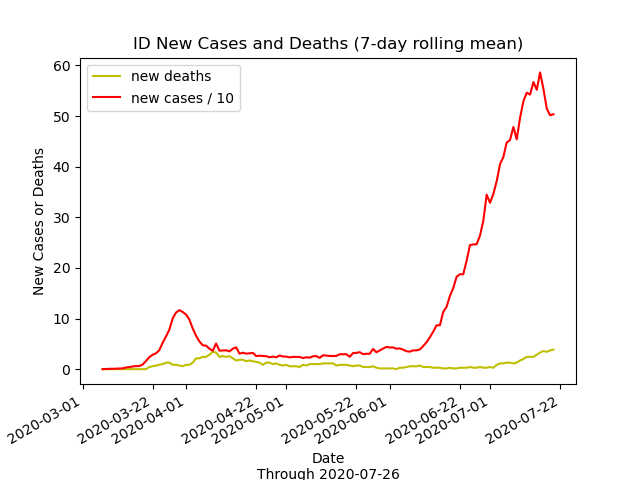 ID New Cases and Deaths (7-day rolling mean)
new deaths
new cases / 10
New Cases or Deaths
60
50
40
30
20
10
0
2020-03-01
2020-03-22
2020-04-01
2020-04-22
2020-05-01
2020-05-22
2020-06-01
2020-06-22
2020-07-01
2020-07-22
Date
Through 2020-07-26